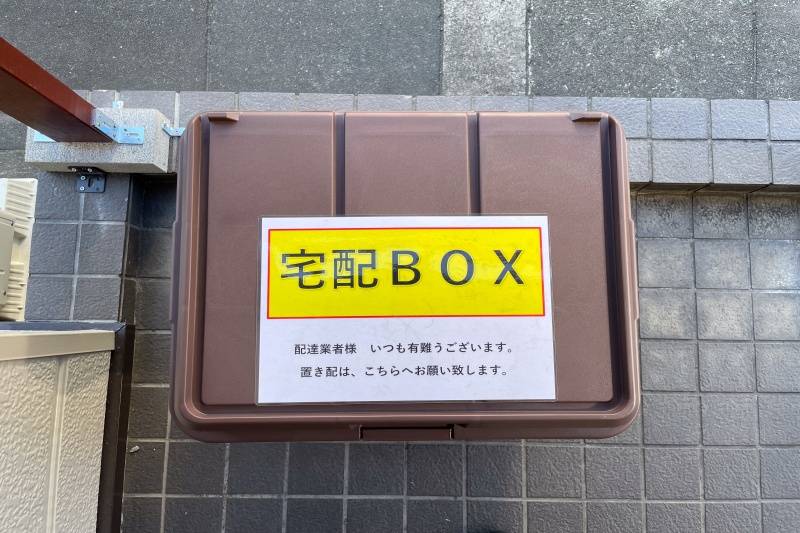 宅配ＢＯＸ
配達業者様　いつも有難うございます。
置き配は、こちらへお願い致します。